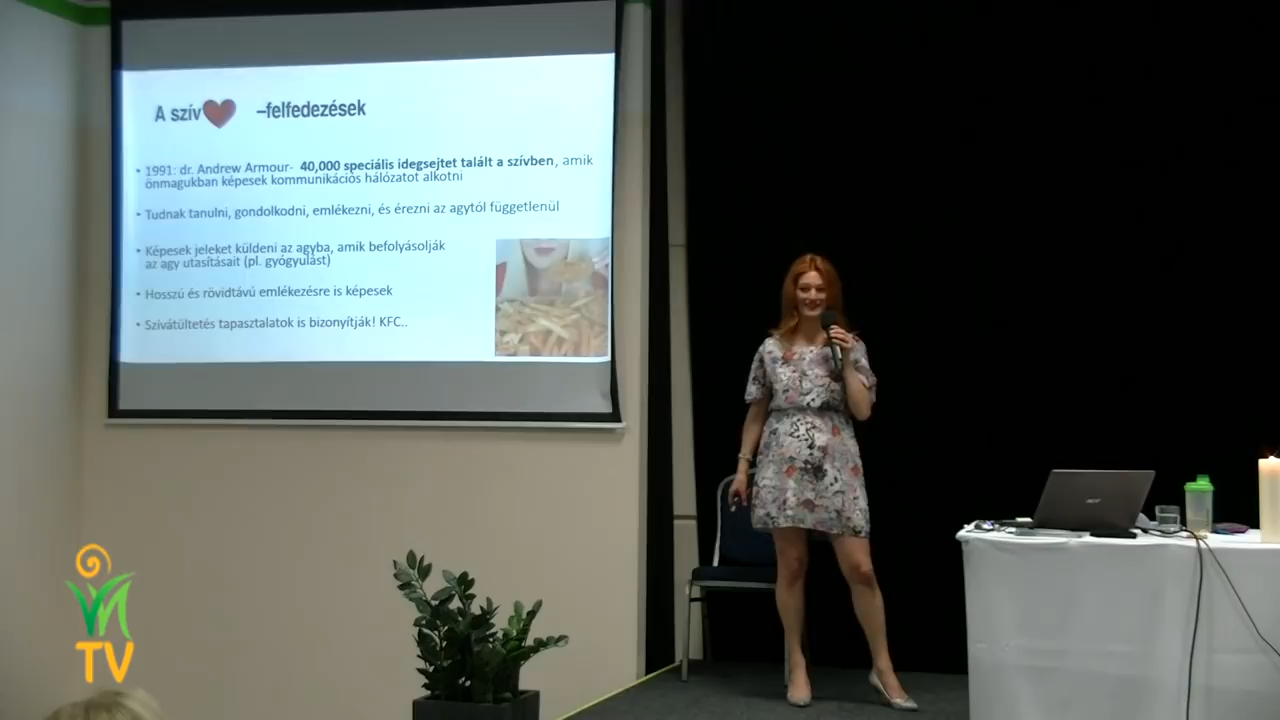 A szív –felfedezések
• 1991: dr. Andrew Armour- 40,000 speciális idegsejtet talált a szívben, amik
önmagukban képesek kommunikációs hálózatot alkotni
• Tudnak tanulni, gondolkodni, emlékezni, és érezni az agytól függetlenül
• Képesek jeleket küldeni az agyba, amik befolyásolják
az agy utasításait (pl. gyógyulást)
• Hosszú és rövidtávú emlékezésre is képesek
• Szívátültetés tapasztalatok is bizonyítják! KFC..
acer
TV